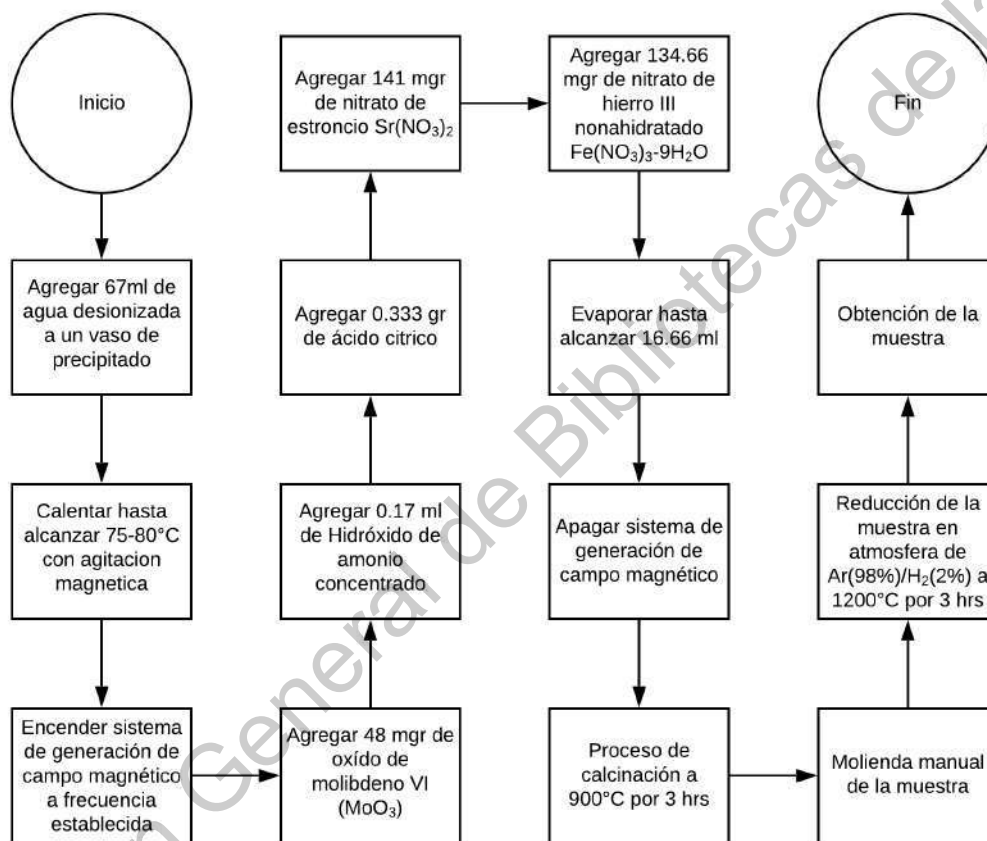 Inicio
Agregar 67ml de
agua desionizada
a un vaso de
precipitado
Calentar hasta
alcanzar 75-80°C
con agitacion
magnetica
Encender sistema
de generación de
campo magnético
a frecuencia
establecida
Agregar 48 mgr de
oxído de
molibdeno VI
(MoO₃)
Agregar 0.17 ml
de Hidróxido de
amonio
concentrado
Agregar 0.333 gr
de ácido citrico
Agregar 141 mgr
de nitrato de
estroncio Sr(NO₃)₂
Agregar 134.66
mgr de nitrato de
hierro III
nonahidratado
Fe(NO₃)₃-9H₂O
Evaporar hasta
alcanzar 16.66 ml
Apagar sistema de
generación de
campo magnético
Proceso de
calcinación a
900°C por 3 hrs
Molienda manual
de la muestra
Reducción de la
muestra en
atmosfera de
Ar(98%)/H₂(2%) a
1200°C por 3 hrs
Obtención de la
muestra
Fin
General de Bibliotecas de la